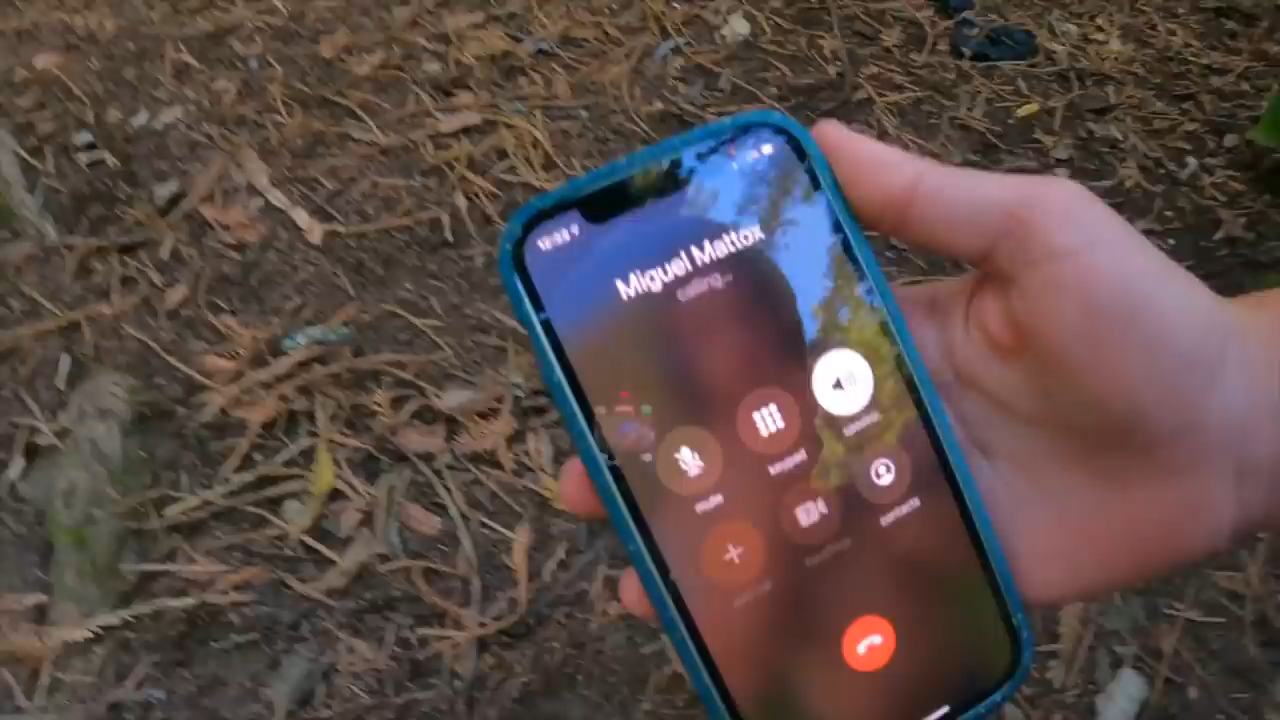 Miguel Mattox
calling...
mute
keypad
speaker
contacts